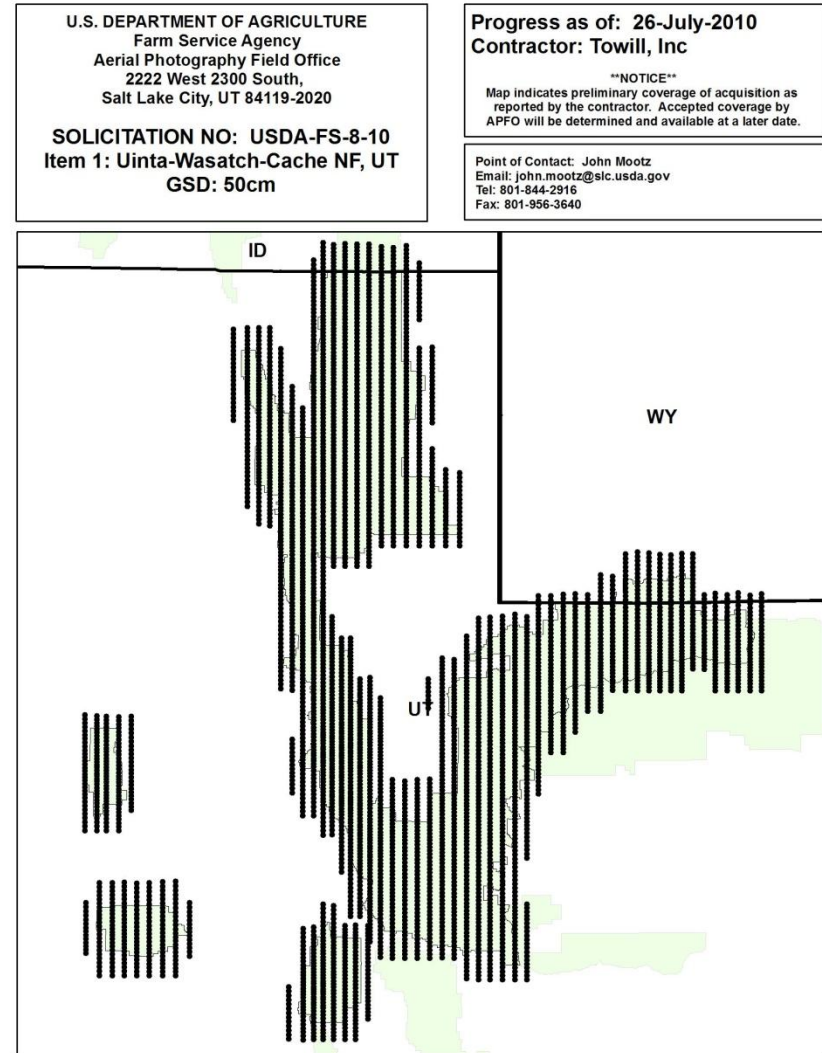 U.S. DEPARTMENT OF AGRICULTURE
Farm Service Agency
Aerial Photography Field Office
2222 West 2300 South,
Salt Lake City, UT 84119-2020
SOLICITATION NO: USDA-FS-8-10
Item 1: Uinta-Wasatch-Cache NF, UT
GSD: 50cm
Progress as of: 26-July-2010
Contractor: Towill, Inc
**NOTICE**
Map indicates preliminary coverage of acquisition as
reported by the contractor. Accepted coverage by
APFO will be determined and available at a later date.
Point of Contact: John Mootz
Email: john.mootz@slc.usda.gov
Tel: 801-844-2916
Fax: 801-956-3640
ID
WY
UT